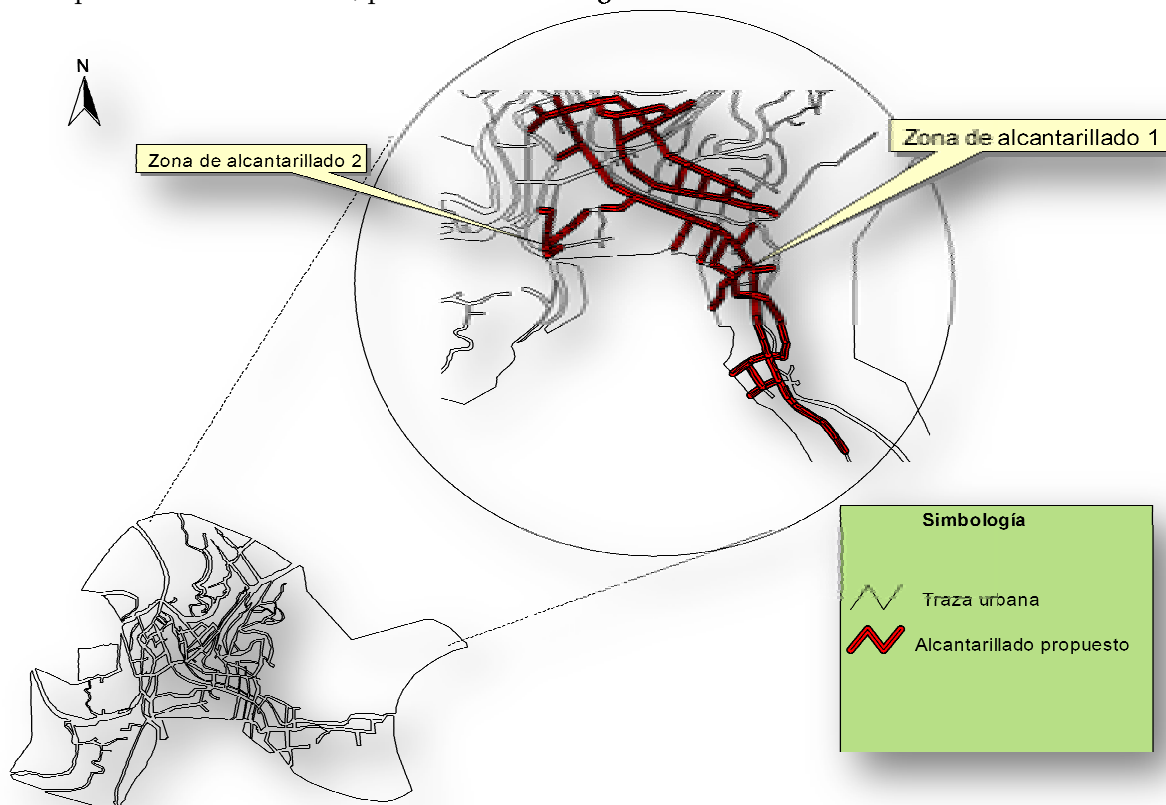 N
Zona de alcantarillado 2
Zona de alcantarillado 1
Simbología
Traza urbana
Alcantarillado propuesto